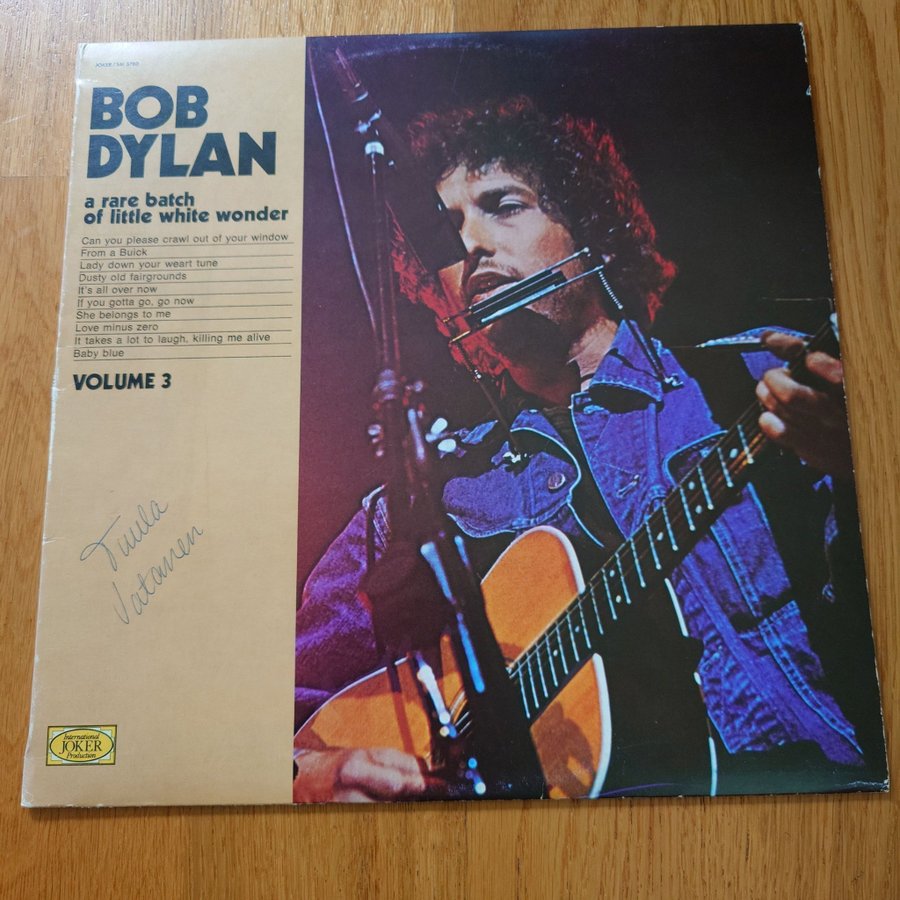 JOKER / SM 3780
BOB
DYLAN
a rare batch
of little white wonder
Can you please crawl out of your window
From a Buick
Lady down your weart tune
Dusty old fairgrounds
It's all over now
If you gotta go, go now
She belongs to me
Love minus zero
It takes a lot to laugh, killing me alive
Baby blue
VOLUME 3
Tuula
Vatanen
International
JOKER
Production